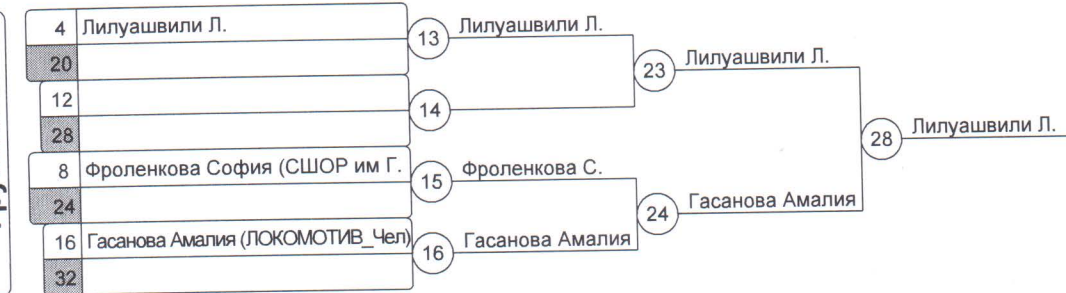 4 Лилуашвили Л.
20
12
28
8 Фроленкова София (СШОР им Г.
24
16 Гасанова Амалия (ЛОКОМОТИВ_Чел)
32
13 Лилуашвили Л.
14
15 Фроленкова С.
16 Гасанова Амалия
23 Лилуашвили Л.
24 Гасанова Амалия
28 Лилуашвили Л.